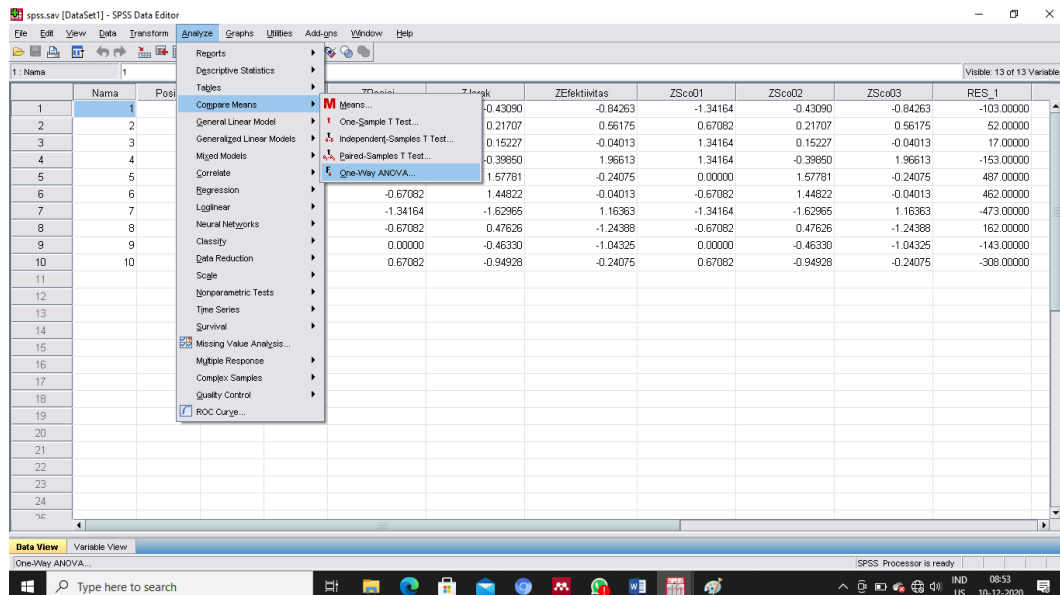 spss.sav [DataSet1] - SPSS Data Editor
File Edit View Data Transform Analyze Graphs Utilities Add-ons Window Help
1 : Nama 1 Visible: 13 of 13 Variable
Nama Posi ZEfektiivitas ZSco01 ZSco02 ZSco03 RES_1
1 1 -0.43090 -0.84263 -1.34164 -0.43090 -0.84263 -103.00000
2 2 0.21707 0.56175 0.67082 0.21707 0.56175 52.00000
3 3 0.15227 -0.04013 1.34164 0.15227 -0.04013 17.00000
4 4 -0.39850 1.96613 -0.67082 -0.39850 1.96613 -153.00000
5 5 1.57781 -0.24075 0.00000 1.57781 -0.24075 487.00000
6 6 -0.67082 1.44822 -0.04013 -0.67082 1.44822 -0.04013 462.00000
7 7 -1.34164 -1.62965 1.16363 -1.34164 -1.62965 1.16363 -473.00000
8 8 -0.67082 0.47626 -1.24388 -0.67082 0.47626 -1.24388 162.00000
9 9 0.00000 -0.46330 -1.04325 0.00000 -0.46330 -1.04325 -143.00000
10 10 0.67082 -0.94928 -0.24075 0.67082 -0.94928 -0.24075 -308.00000
11
12
13
14
15
16
17
18
19
20
21
22
23
24
Reports
Descriptive Statistics
Tables
Compare Means
General Linear Model
Generalized Linear Models
Mixed Models
Correlate
Regression
Loglinear
Neural Networks
Classify
Data Reduction
Scale
Nonparametric Tests
Time Series
Survival
Missing Value Analysis...
Multiple Response
Complex Samples
Quality Control
ROC Curve...
M Means...
t One-Sample T Test...
Independent-Samples T Test...
Paired-Samples T Test...
One-Way ANOVA...
Data View Variable View
One-Way ANOVA... SPSS Processor is ready
Type here to search
IND 08:53
US 10-12-2020